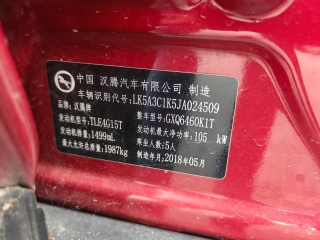 中国 汉腾汽车有限公司 制造
车辆识别代号:LK5A3C1K5JA024509
品牌:汉腾牌 整车型号:GXQ6460K1T
发动机型号:TLE4G15T 发动机最大净功率:105 kW
发动机排量:1499mL 乘坐人数:5人
最大允许总质量:1987kg 制造年月:2018年05月